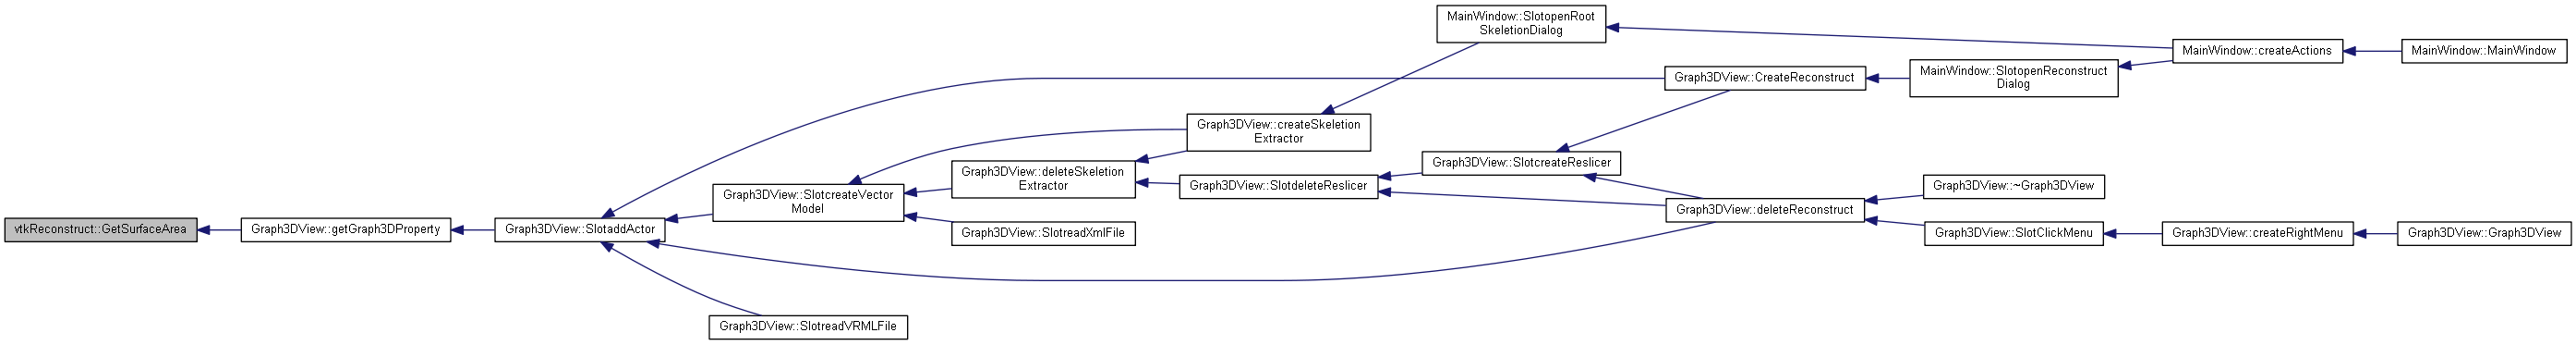 vtkReconstruct::GetSurfaceArea
Graph3DView::getGraph3DProperty
Graph3DView::SlotaddActor
Graph3DView::CreateReconstruct
Graph3DView::SlotcreateVector
Model
Graph3DView::SlotreadVRMLFile
Graph3DView::createSkeletion
Extractor
Graph3DView::deleteSkeletion
Extractor
Graph3DView::SlotreadXmlFile
Graph3DView::SlotdeleteReslicer
Graph3DView::SlotcreateReslicer
Graph3DView::deleteReconstruct
MainWindow::SlotopenRoot
SkeletionDialog
MainWindow::SlotopenReconstruct
Dialog
MainWindow::createActions
MainWindow::MainWindow
Graph3DView::~Graph3DView
Graph3DView::SlotClickMenu
Graph3DView::createRightMenu
Graph3DView::Graph3DView